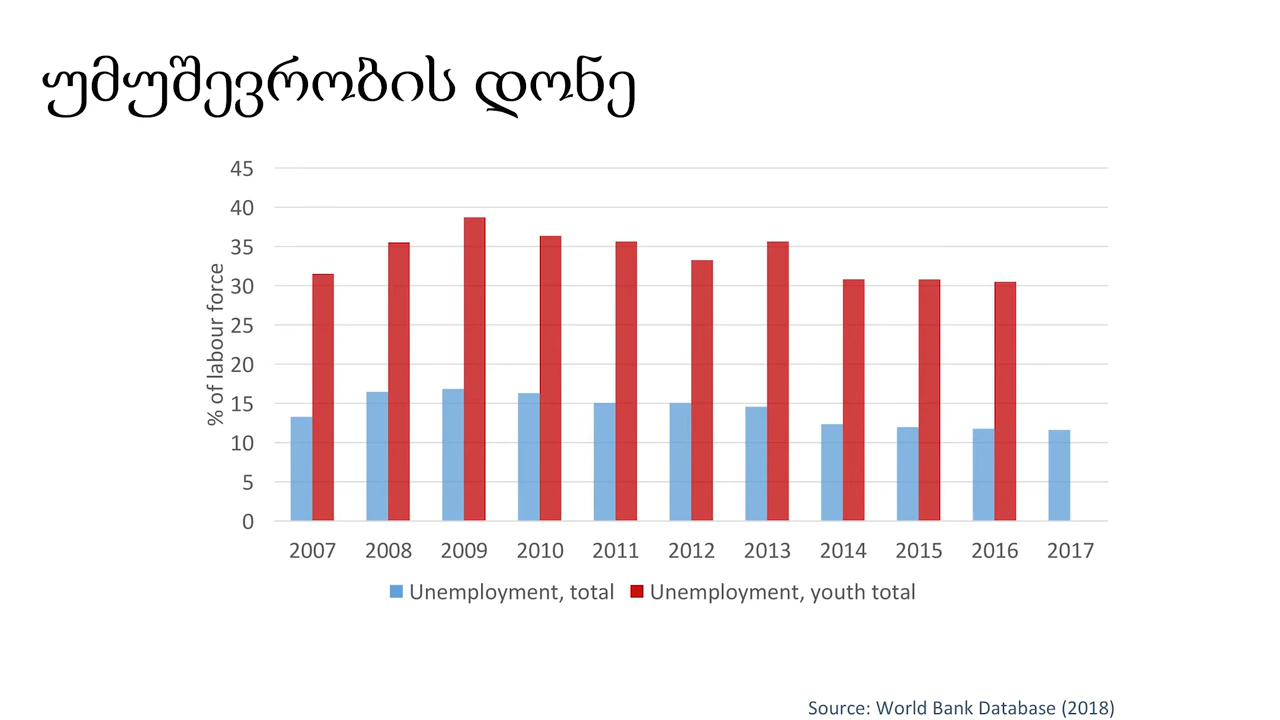 უმუშევრობის დონე
45
40
35
30
25
20
15
10
5
0
% of labour force
2007 2008 2009 2010 2011 2012 2013 2014 2015 2016 2017
Unemployment, total Unemployment, youth total
Source: World Bank Database (2018)